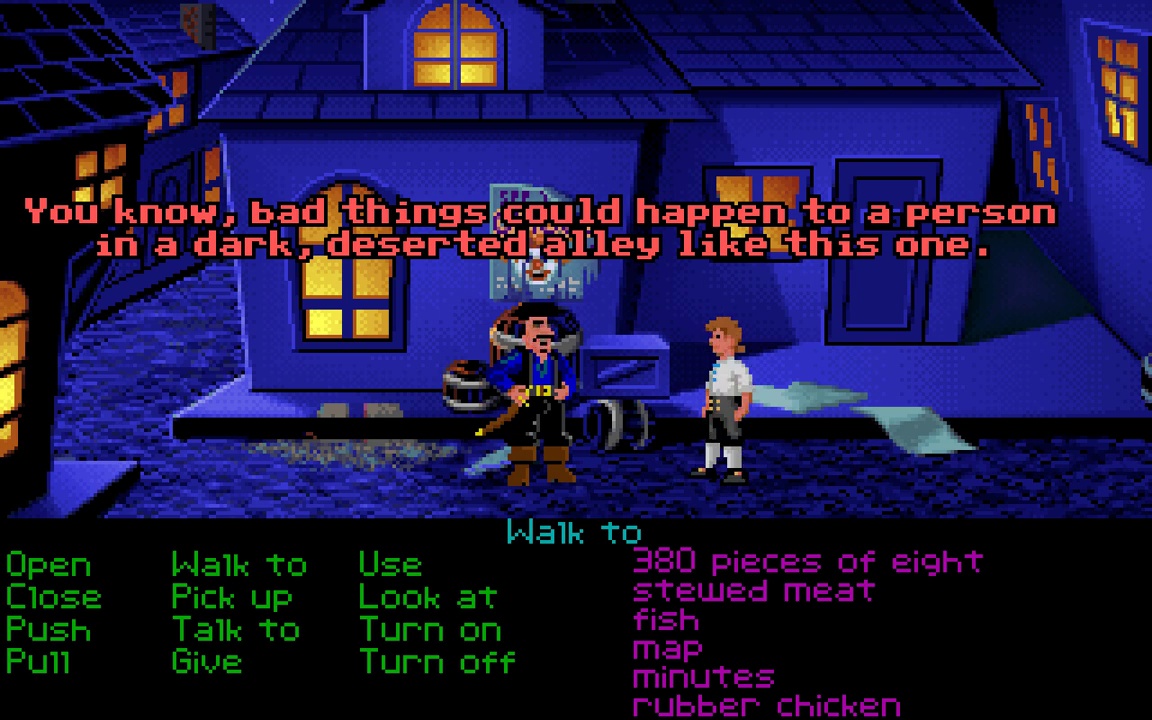 You know, bad things could happen to a person
in a dark, deserted alley like this one.
Walk to
Open Walk to Use
Close Pick up Look at
Push Talk to Turn on
Pull Give Turn off
380 pieces of eight
stewed meat
fish
map
minutes
rubber chicken